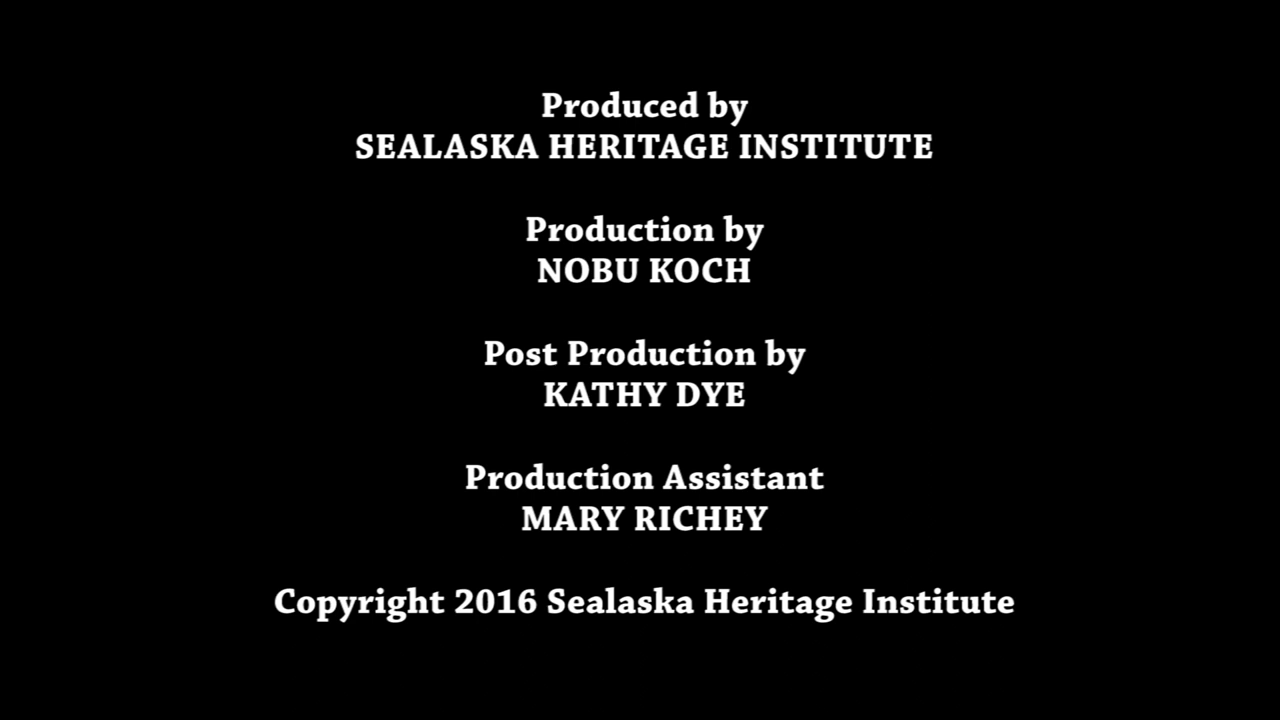 Produced by
SEALASKA HERITAGE INSTITUTE
Production by
NOBU KOCH
Post Production by
KATHY DYE
Production Assistant
MARY RICHEY
Copyright 2016 Sealaska Heritage Institute